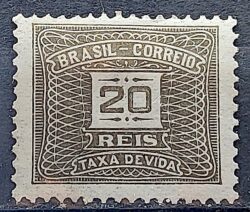 BRASIL-CORREIO
20
REIS
TAXA DEVIDA